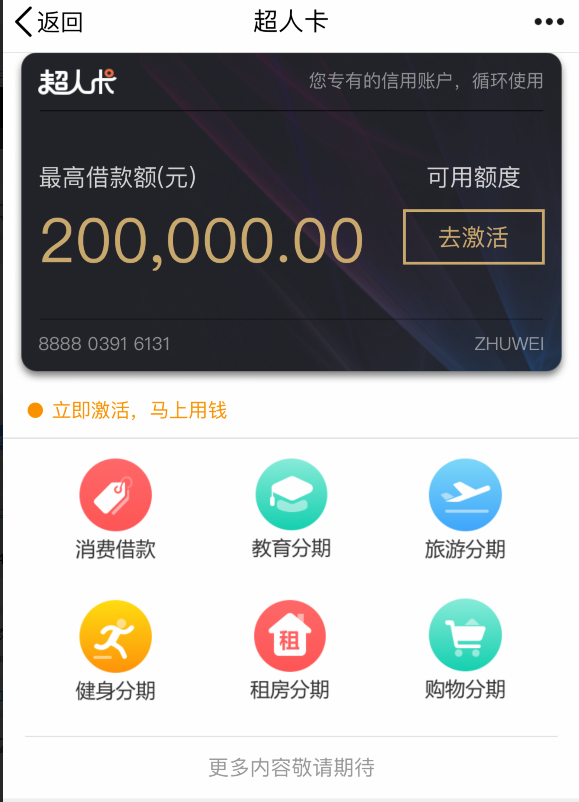 返回
超人卡
超人卡
您专有的信用账户，循环使用
最高借款额(元)
可用额度
200,000.00
去激活
8888 0391 6131
ZHUWEI
立即激活，马上用钱
消费借款
教育分期
旅游分期
租
健身分期
租房分期
购物分期
更多内容敬请期待